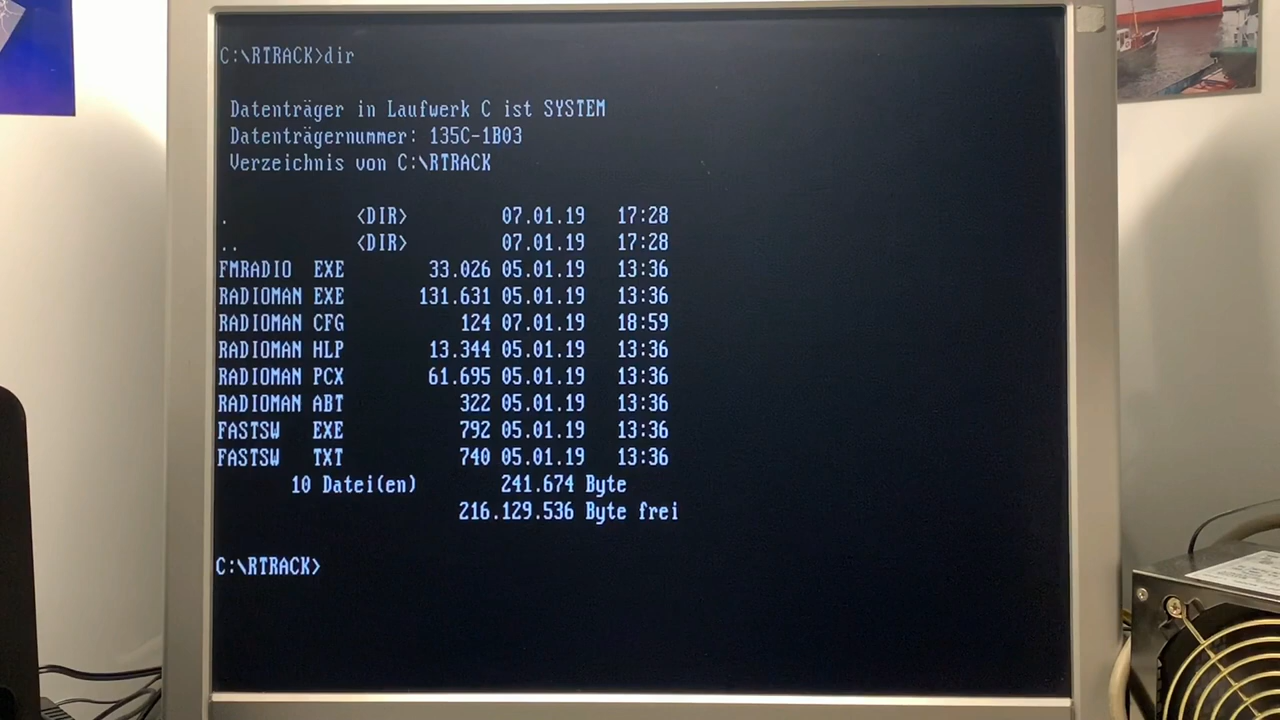 C:\RTRACK>dir
Datenträger in Laufwerk C ist SYSTEM
Datenträgernummer: 135C-1B03
Verzeichnis von C:\RTRACK
. <DIR> 07.01.19 17:28
.. <DIR> 07.01.19 17:28
FMRADIO EXE 33.026 05.01.19 13:36
RADIOMAN EXE 131.631 05.01.19 13:36
RADIOMAN CFG 124 07.01.19 18:59
RADIOMAN HLP 13.344 05.01.19 13:36
RADIOMAN PCX 61.695 05.01.19 13:36
RADIOMAN ABT 322 05.01.19 13:36
FASTSW EXE 792 05.01.19 13:36
FASTSW TXT 740 05.01.19 13:36
10 Datei(en) 241.674 Byte
216.129.536 Byte frei
C:\RTRACK>